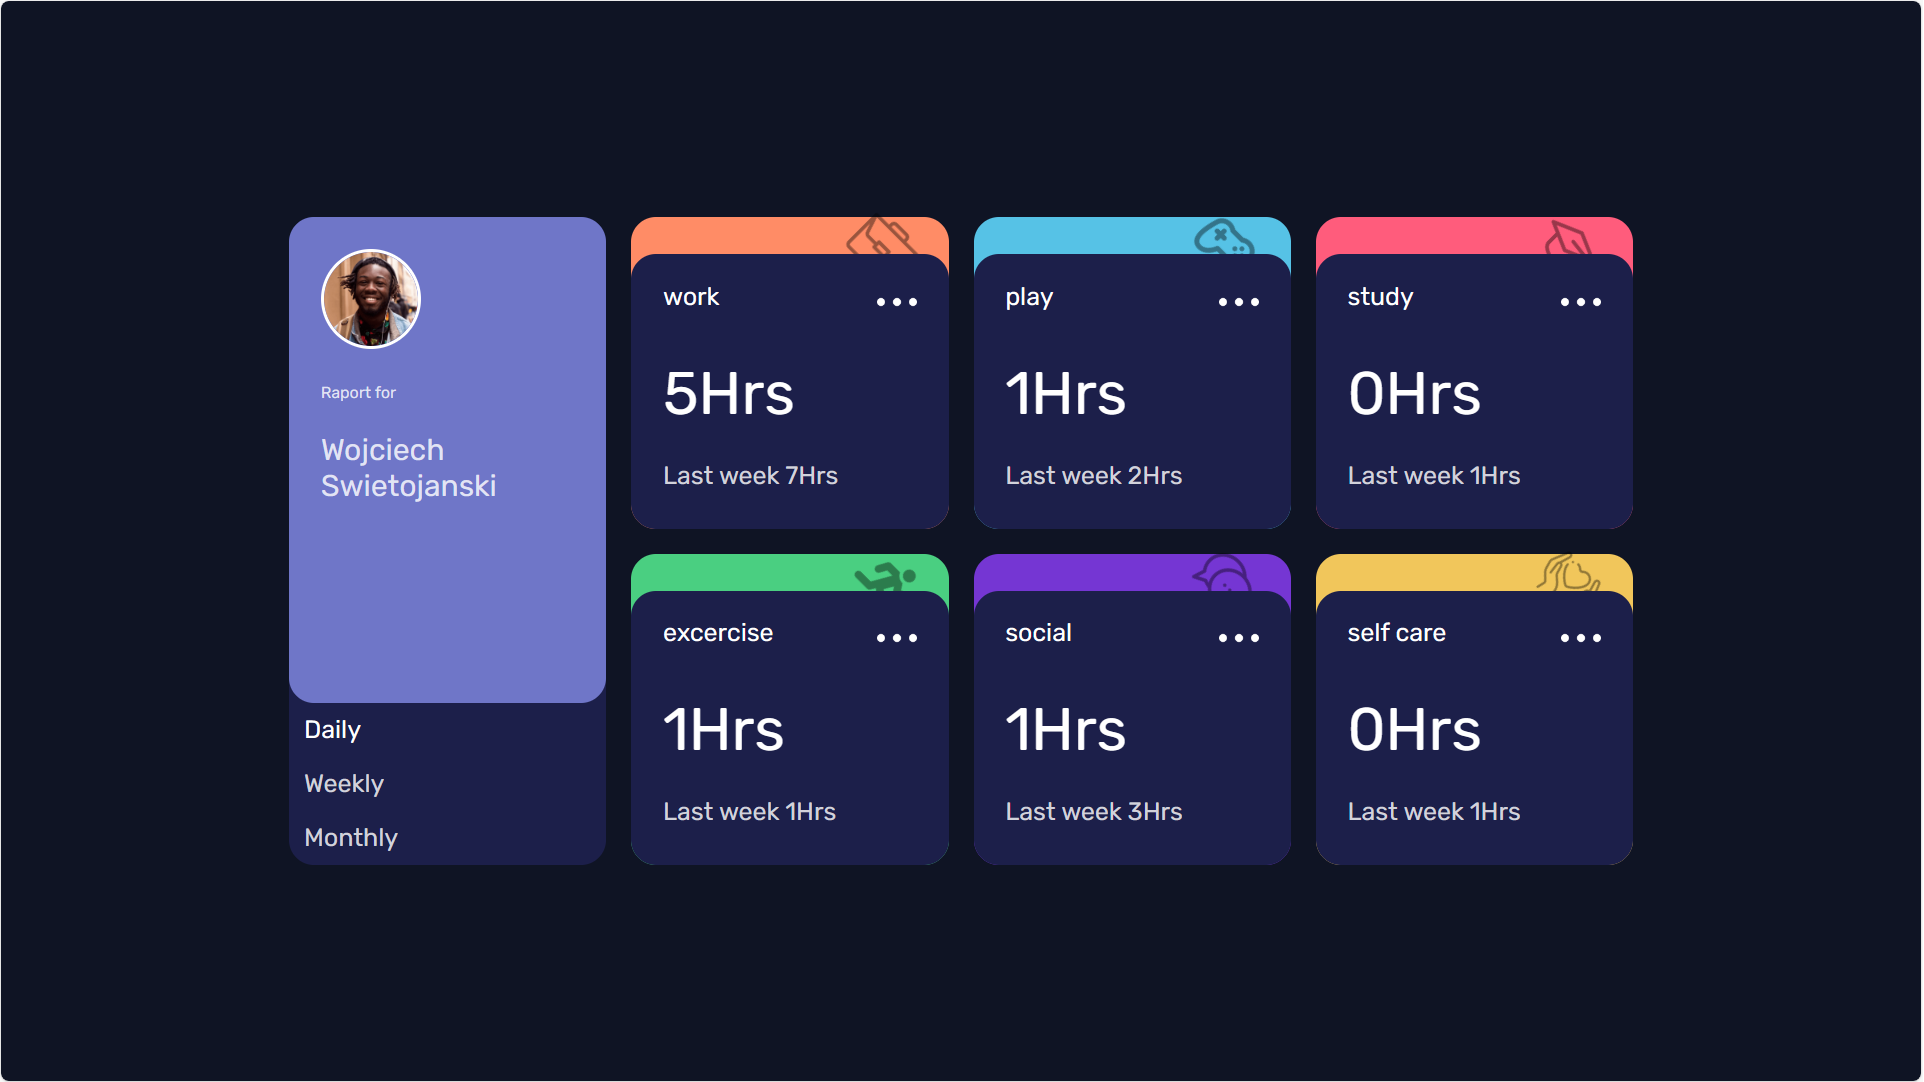 Raport for
Wojciech
Swietojanski
Daily
Weekly
Monthly
work
5Hrs
Last week 7Hrs
play
1Hrs
Last week 2Hrs
study
0Hrs
Last week 1Hrs
excercise
1Hrs
Last week 1Hrs
social
1Hrs
Last week 3Hrs
self care
0Hrs
Last week 1Hrs